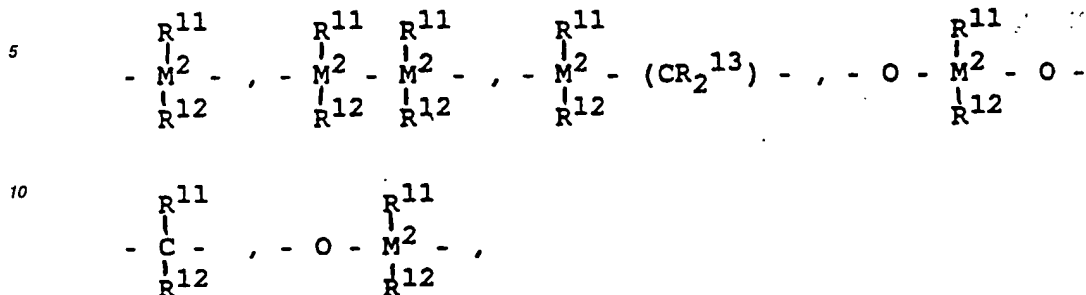 R¹¹ R¹¹ R¹¹ R¹¹ R¹¹
5 - M² - , - M² - M² - , - M² - (CR₂¹³) - , - O - M² - O -
R¹² R¹² R¹² R¹² R¹²
10
R¹¹ R¹¹
- C - , - O - M² - ,
R¹² R¹²